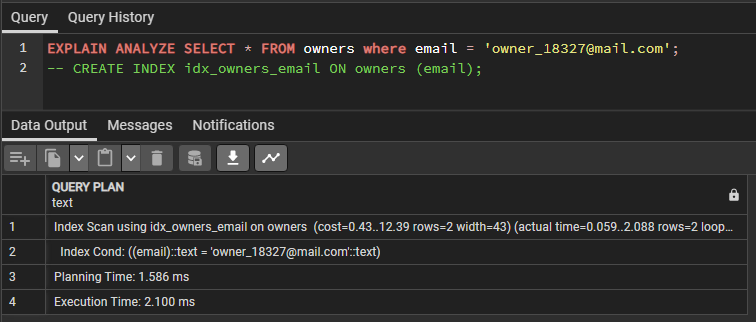 Query Query History
1 EXPLAIN ANALYZE SELECT * FROM owners where email = 'owner_18327@mail.com';
2 -- CREATE INDEX idx_owners_email ON owners (email);
Data Output Messages Notifications
QUERY PLAN
text
1 Index Scan using idx_owners_email on owners (cost=0.43..12.39 rows=2 width=43) (actual time=0.059..2.088 rows=2 loop...
2 Index Cond: ((email)::text = 'owner_18327@mail.com'::text)
3 Planning Time: 1.586 ms
4 Execution Time: 2.100 ms